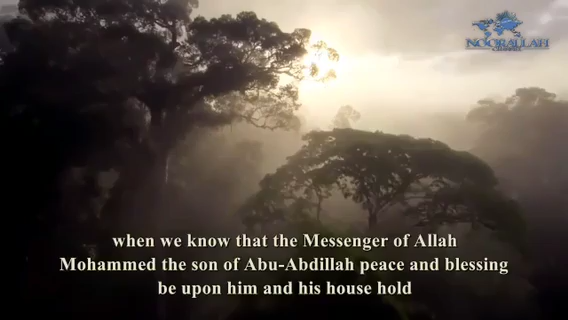 NOORALLAH
when we know that the Messenger of Allah
Mohammed the son of Abu-Abdillah peace and blessing
be upon him and his house hold